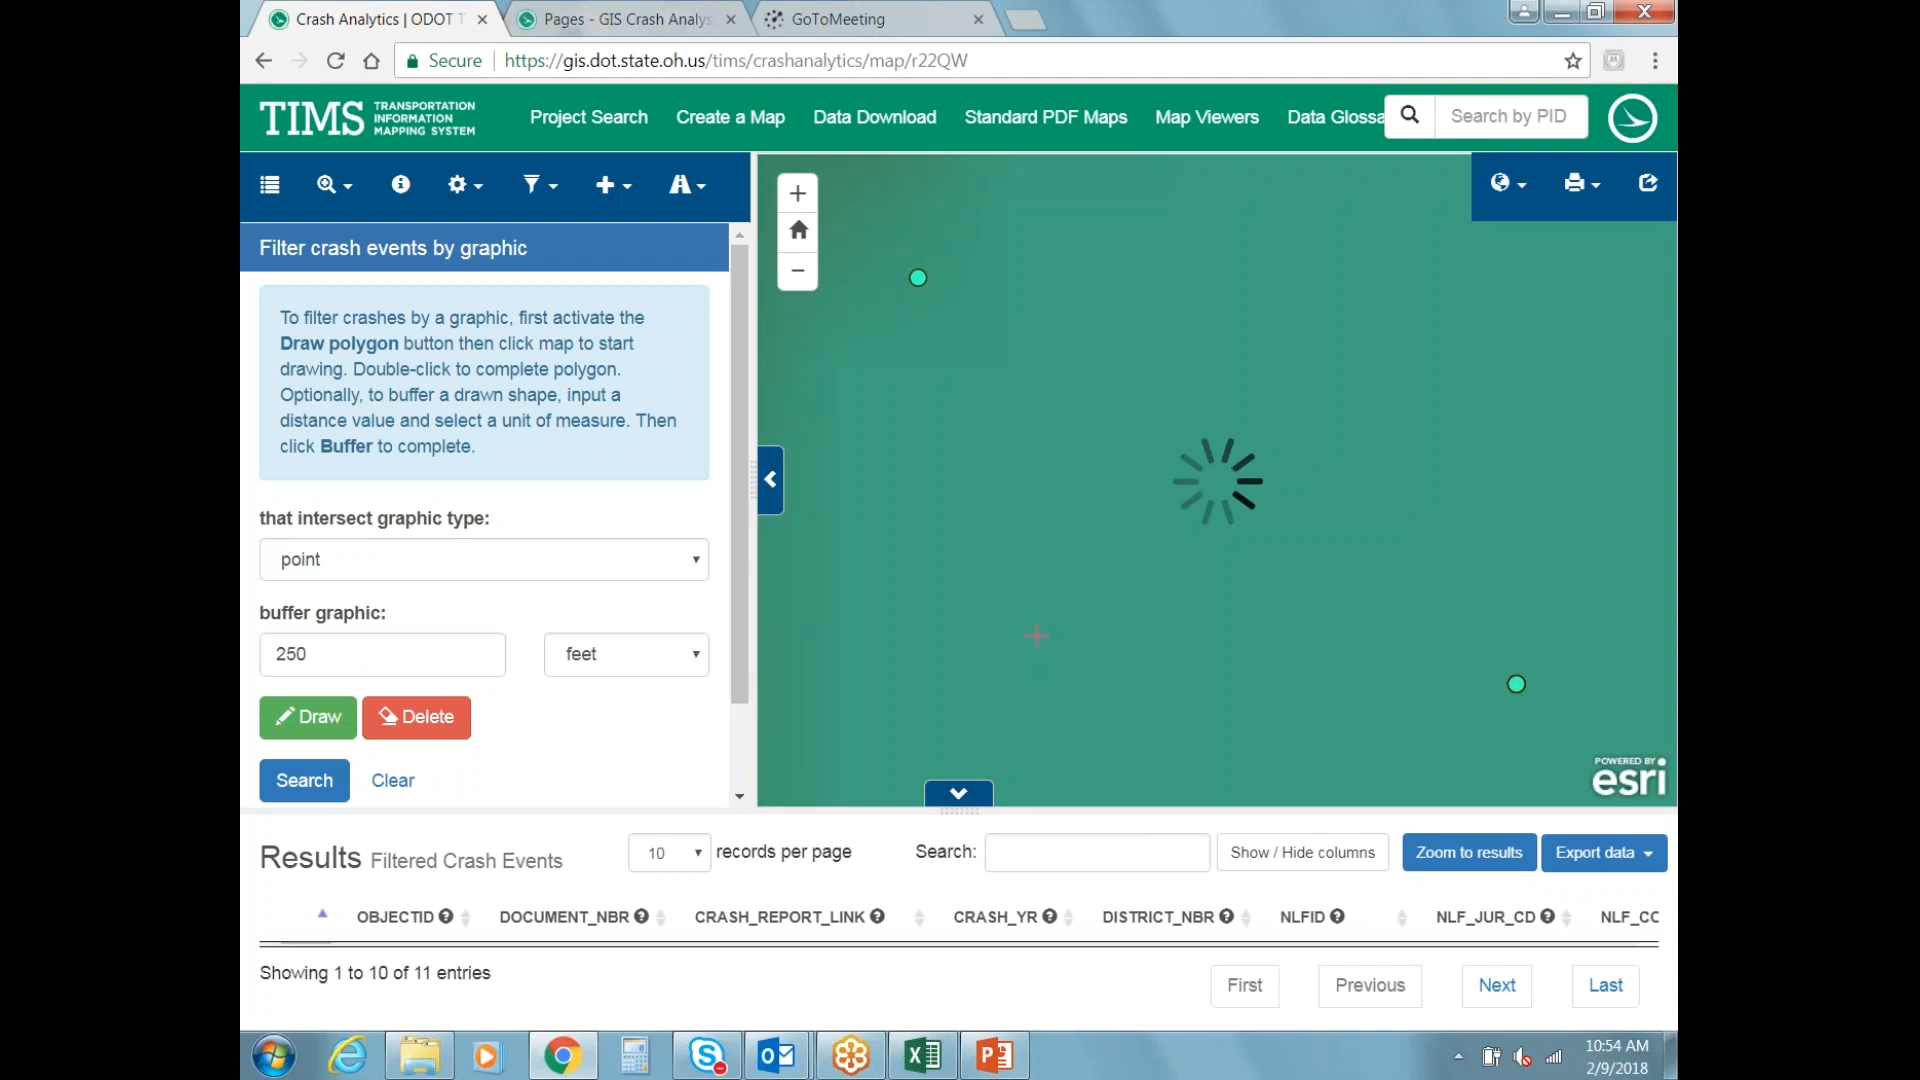 Crash Analytics | ODOT T
Pages - GIS Crash Analys
GoToMeeting
Secure
https://gis.dot.state.oh.us/tims/crashanalytics/map/r22QW
TIMS TRANSPORTATION
INFORMATION
MAPPING SYSTEM
Project Search
Create a Map
Data Download
Standard PDF Maps
Map Viewers
Data Glossa
Search by PID
Filter crash events by graphic
To filter crashes by a graphic, first activate the
Draw polygon button then click map to start
drawing. Double-click to complete polygon.
Optionally, to buffer a drawn shape, input a
distance value and select a unit of measure. Then
click Buffer to complete.
that intersect graphic type:
point
buffer graphic:
250
feet
Draw
Delete
Search
Clear
POWERED BY
esri
Results Filtered Crash Events
10
records per page
Search:
Show / Hide columns
Zoom to results
Export data
OBJECTID
DOCUMENT_NBR
CRASH_REPORT_LINK
CRASH_YR
DISTRICT_NBR
NLFID
NLF_JUR_CD
NLF_CC
Showing 1 to 10 of 11 entries
First
Previous
Next
Last
10:54 AM
2/9/2018